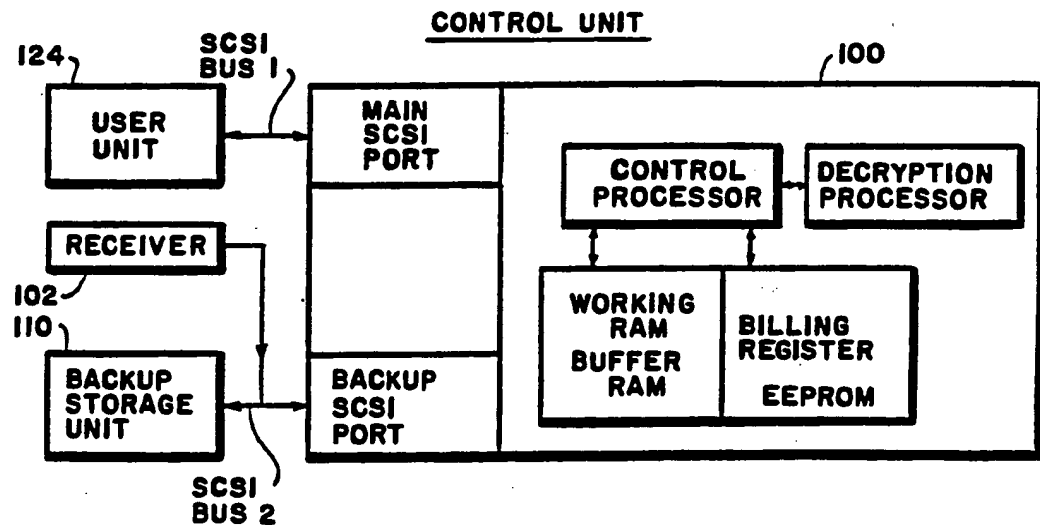 CONTROL UNIT
124
SCSI
BUS 1
100
USER
UNIT
MAIN
SCSI
PORT
CONTROL
PROCESSOR
DECRYPTION
PROCESSOR
RECEIVER
102
110
WORKING
RAM
BUFFER
RAM
BILLING
REGISTER
EEPROM
BACKUP
STORAGE
UNIT
BACKUP
SCSI
PORT
SCSI
BUS 2